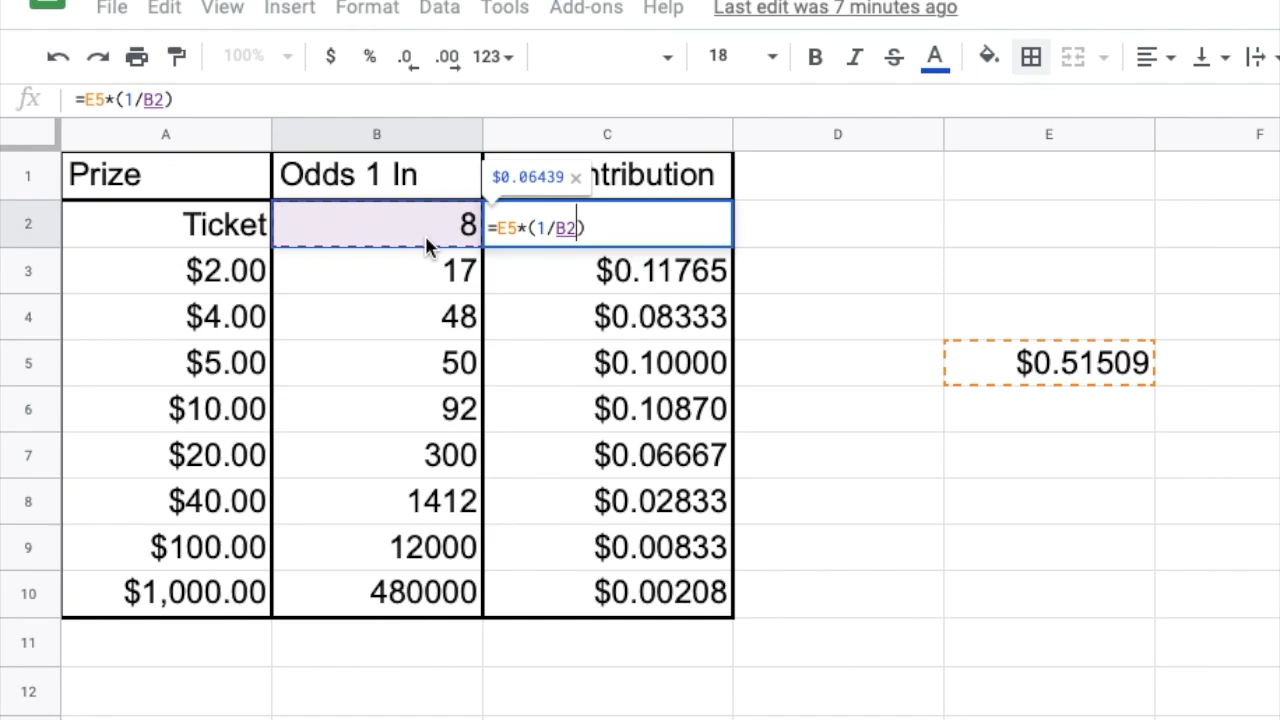 File Edit View Insert Format Data Tools Add-ons Help Last edit was 7 minutes ago
100% $ % .0 .00 123 18 B I S A
fx =E5*(1/B2)
A B C D E F
1 Prize Odds 1 In $0.06439 × ntribution
2 Ticket 8 =E5*(1/B2)
3 $2.00 17 $0.11765
4 $4.00 48 $0.08333
5 $5.00 50 $0.10000 $0.51509
6 $10.00 92 $0.10870
7 $20.00 300 $0.06667
8 $40.00 1412 $0.02833
9 $100.00 12000 $0.00833
10 $1,000.00 480000 $0.00208
11
12